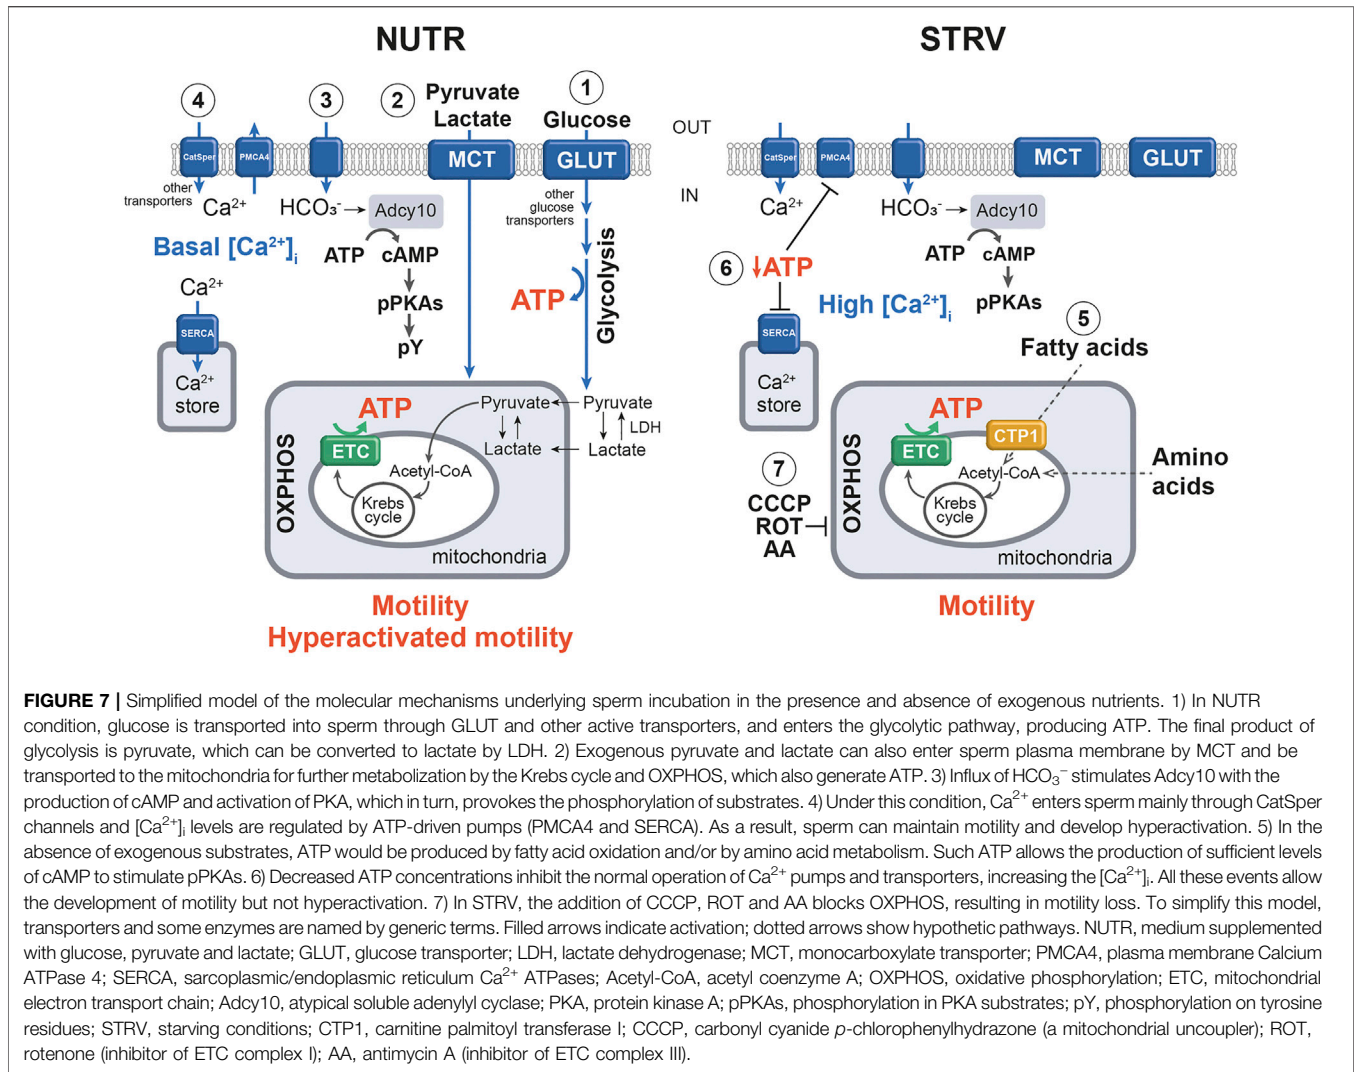 NUTR
STRV
4
3
2
Pyruvate
Lactate
1
Glucose
OUT
CatSper
PMCA4
MCT
GLUT
CatSper
PMCA4
MCT
GLUT
other
transporters
Ca²⁺
HCO₃⁻
Adcy10
other
glucose
transporters
IN
Ca²⁺
HCO₃⁻
Adcy10
Basal [Ca²⁺]ᵢ
ATP
cAMP
pPKAs
pY
ATP
Glycolysis
6
↓ATP
ATP
cAMP
pPKAs
High [Ca²⁺]ᵢ
5
Fatty acids
Ca²⁺
SERCA
Ca²⁺
store
SERCA
Ca²⁺
store
ATP
ETC
OXPHOS
Pyruvate
Pyruvate
LDH
Lactate
Lactate
Acetyl-CoA
Krebs
cycle
mitochondria
7
CCCP
ROT
AA
OXPHOS
ATP
ETC
CTP1
Acetyl-CoA
Krebs
cycle
mitochondria
Amino
acids
Motility
Hyperactivated motility
Motility
FIGURE 7 | Simplified model of the molecular mechanisms underlying sperm incubation in the presence and absence of exogenous nutrients. 1) In NUTR
condition, glucose is transported into sperm through GLUT and other active transporters, and enters the glycolytic pathway, producing ATP. The final product of
glycolysis is pyruvate, which can be converted to lactate by LDH. 2) Exogenous pyruvate and lactate can also enter sperm plasma membrane by MCT and be
transported to the mitochondria for further metabolization by the Krebs cycle and OXPHOS, which also generate ATP. 3) Influx of HCO₃⁻ stimulates Adcy10 with the
production of cAMP and activation of PKA, which in turn, provokes the phosphorylation of substrates. 4) Under this condition, Ca²⁺ enters sperm mainly through CatSper
channels and [Ca²⁺]ᵢ levels are regulated by ATP-driven pumps (PMCA4 and SERCA). As a result, sperm can maintain motility and develop hyperactivation. 5) In the
absence of exogenous substrates, ATP would be produced by fatty acid oxidation and/or by amino acid metabolism. Such ATP allows the production of sufficient levels
of cAMP to stimulate pPKAs. 6) Decreased ATP concentrations inhibit the normal operation of Ca²⁺ pumps and transporters, increasing the [Ca²⁺]ᵢ. All these events allow
the development of motility but not hyperactivation. 7) In STRV, the addition of CCCP, ROT and AA blocks OXPHOS, resulting in motility loss. To simplify this model,
transporters and some enzymes are named by generic terms. Filled arrows indicate activation; dotted arrows show hypothetic pathways. NUTR, medium supplemented
with glucose, pyruvate and lactate; GLUT, glucose transporter; LDH, lactate dehydrogenase; MCT, monocarboxylate transporter; PMCA4, plasma membrane Calcium
ATPase 4; SERCA, sarcoplasmic/endoplasmic reticulum Ca²⁺ ATPases; Acetyl-CoA, acetyl coenzyme A; OXPHOS, oxidative phosphorylation; ETC, mitochondrial
electron transport chain; Adcy10, atypical soluble adenylyl cyclase; PKA, protein kinase A; pPKAs, phosphorylation in PKA substrates; pY, phosphorylation on tyrosine
residues; STRV, starving conditions; CTP1, carnitine palmitoyl transferase I; CCCP, carbonyl cyanide p-chlorophenylhydrazone (a mitochondrial uncoupler); ROT,
rotenone (inhibitor of ETC complex I); AA, antimycin A (inhibitor of ETC complex III).